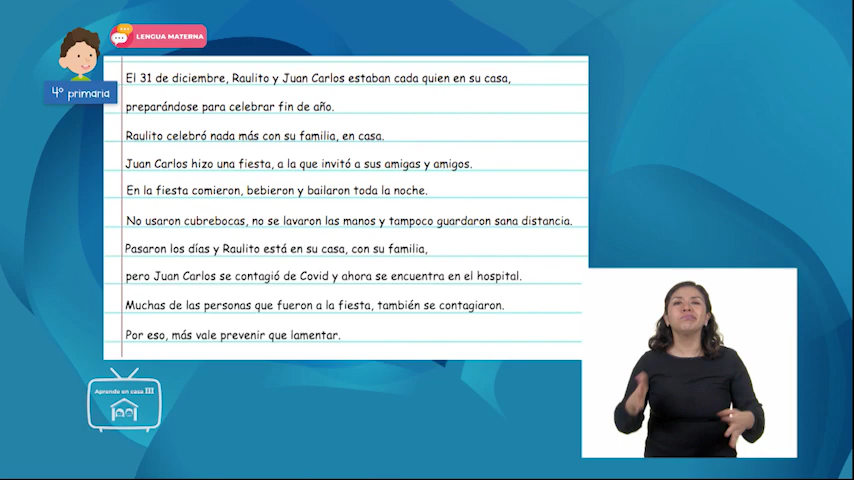 LENGUA MATERNA
4º primaria
El 31 de diciembre, Raulito y Juan Carlos estaban cada quien en su casa,
preparándose para celebrar fin de año.
Raulito celebró nada más con su familia, en casa.
Juan Carlos hizo una fiesta, a la que invitó a sus amigas y amigos.
En la fiesta comieron, bebieron y bailaron toda la noche.
No usaron cubrebocas, no se lavaron las manos y tampoco guardaron sana distancia.
Pasaron los días y Raulito está en su casa, con su familia,
pero Juan Carlos se contagió de Covid y ahora se encuentra en el hospital.
Muchas de las personas que fueron a la fiesta, también se contagiaron.
Por eso, más vale prevenir que lamentar.
Aprende en casa III